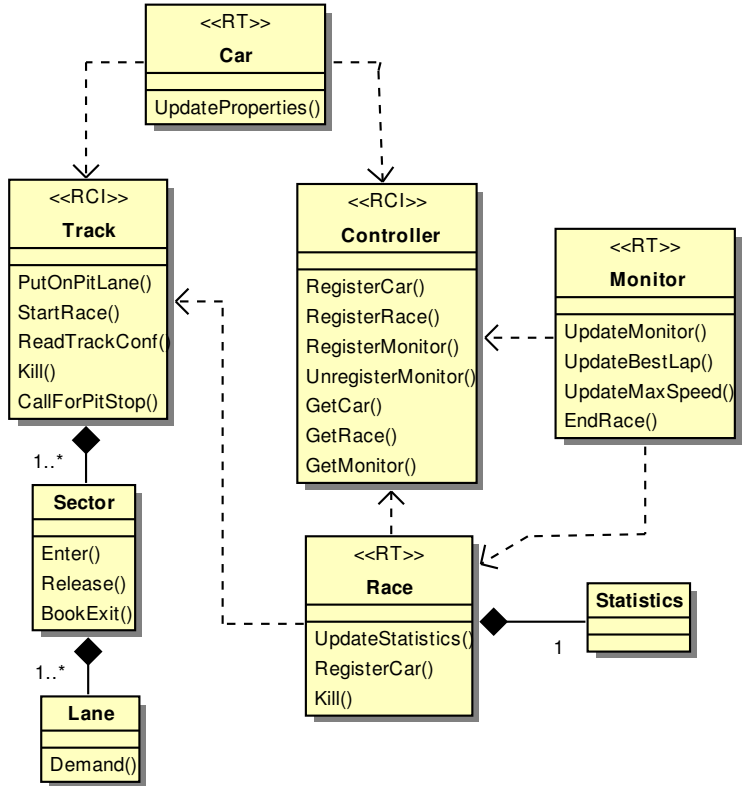 <<RT>>
Car
UpdateProperties()
<<RCI>>
Track
PutOnPitLane()
StartRace()
ReadTrackConf()
Kill()
CallForPitStop()
<<RCI>>
Controller
RegisterCar()
RegisterRace()
RegisterMonitor()
UnregisterMonitor()
GetCar()
GetRace()
GetMonitor()
<<RT>>
Monitor
UpdateMonitor()
UpdateBestLap()
UpdateMaxSpeed()
EndRace()
1..*
Sector
Enter()
Release()
BookExit()
<<RT>>
Race
UpdateStatistics()
RegisterCar()
Kill()
Statistics
1
1..*
Lane
Demand()